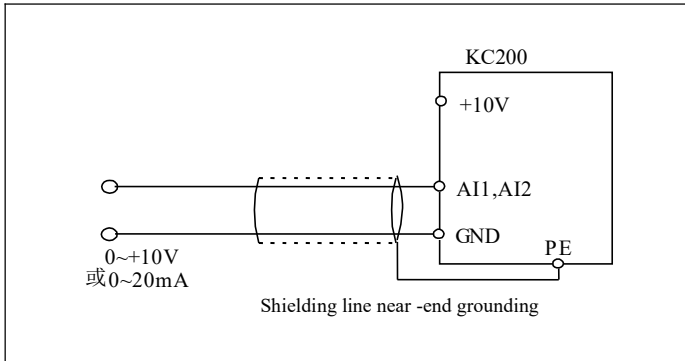 KC200
+10V
AI1,AI2
GND
PE
0~+10V
或0~20mA
Shielding line near -end grounding